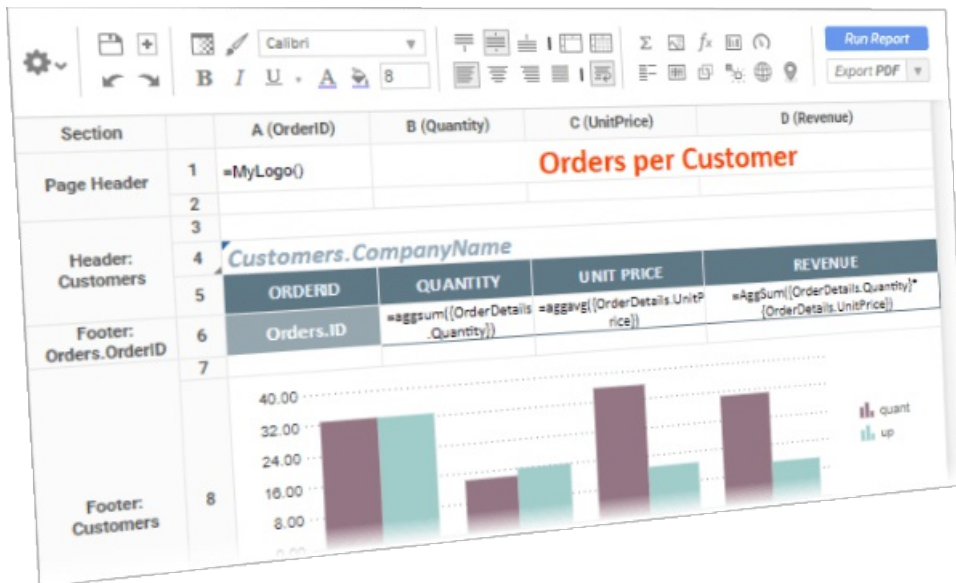 Calibri
Run Report
B I U A 8
Export PDF
Section A (OrderID) B (Quantity) C (UnitPrice) D (Revenue)
Page Header 1 =MyLogo() Orders per Customer
2
3
Header: Customers 4 Customers.CompanyName
5 ORDERID QUANTITY UNIT PRICE REVENUE
Footer: Orders.OrderID 6 Orders.ID =aggsum({OrderDetails.Quantity}) =aggavg({OrderDetails.UnitPrice}) =AggSum({OrderDetails.Quantity}*{OrderDetails.UnitPrice})
7
Footer: Customers 8
40.00
32.00
24.00
16.00
8.00
0.00
quant
up